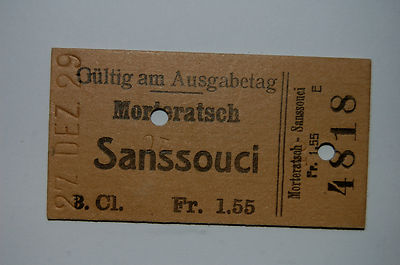 27 DEZ 29
Gültig am Ausgabetag
Morteratsch
Sanssouci
3. Cl. Fr. 1.55
Morteratsch - Sanssouci
Fr. 1.55 E
4818